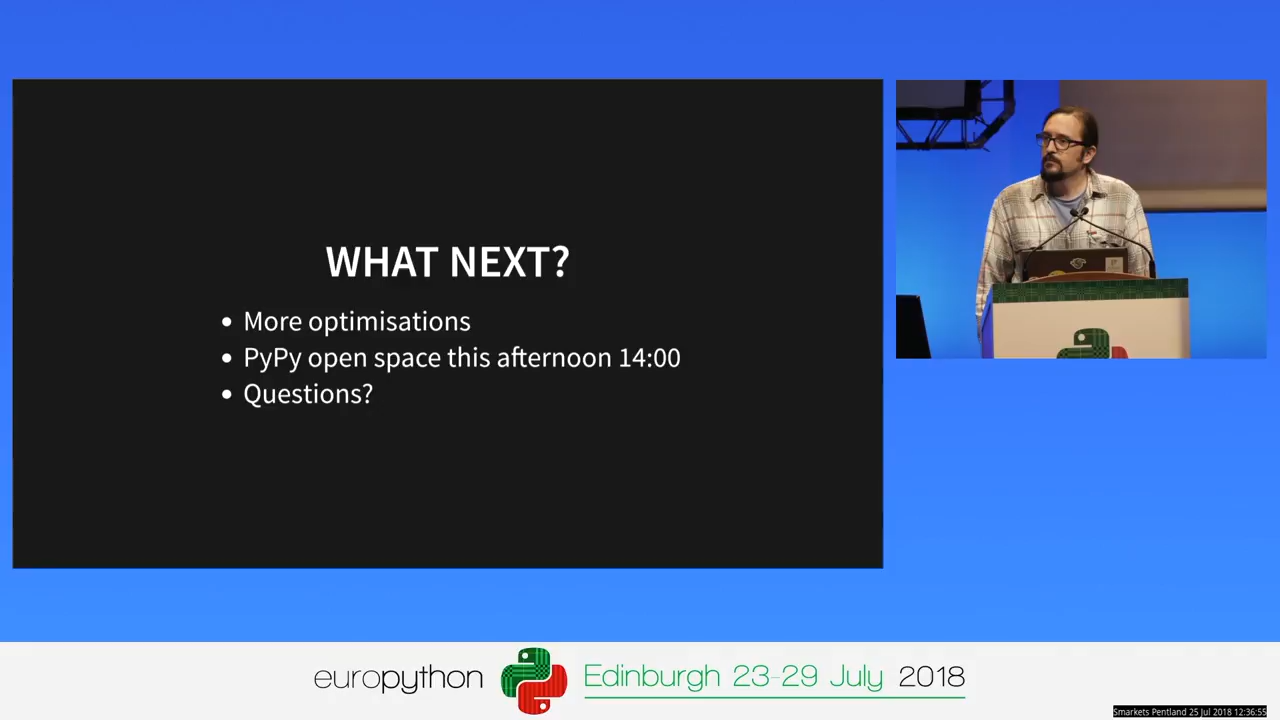 WHAT NEXT?
• More optimisations
• PyPy open space this afternoon 14:00
• Questions?
europython Edinburgh 23-29 July 2018
Smarkets Pentland 25 Jul 2018 12:36:55